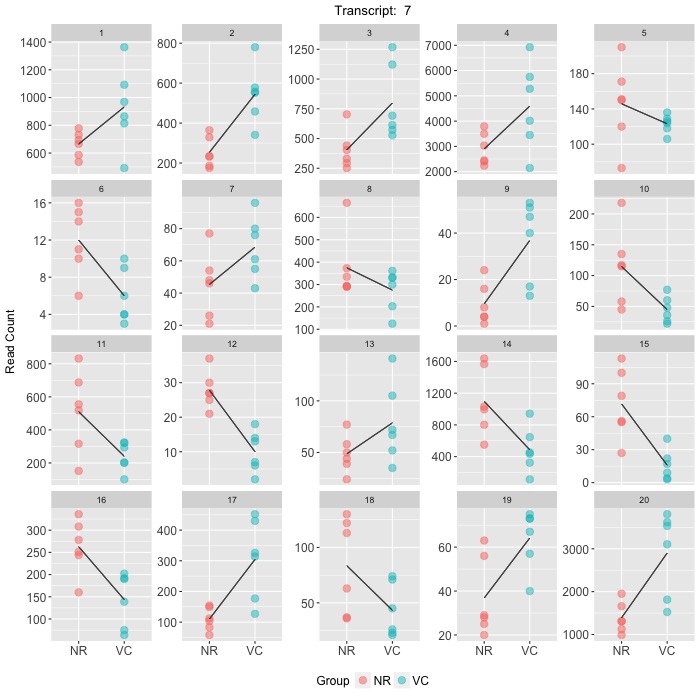 Transcript:  7
1 2 3 4 5
1400 1200 1000 800 600
800 600 400 200
1250 1000 750 500 250
7000 6000 5000 4000 3000 2000
180 140 100
6 7 8 9 10
16 12 8 4
100 80 60 40 20
600 500 400 300 200 100
40 20 0
200 150 100 50
Read Count
11 12 13 14 15
800 600 400 200
30 20 10
100 50
1600 1200 800 400
90 60 30 0
16 17 18 19 20
300 250 200 150 100
400 300 200 100
100 50
60 40 20
3000 2000 1000
NR VC NR VC NR VC NR VC NR VC
Group NR VC